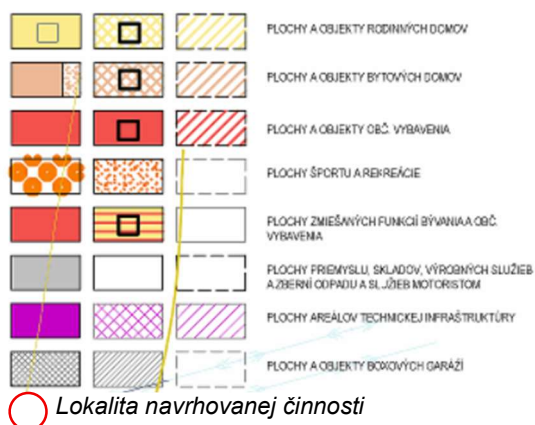 PLOCHY A OBJEKTY RODINNÝCH DOMOV
PLOCHY A OBJEKTY BYTOVÝCH DOMOV
PLOCHY A OBJEKTY OBČ. VYBAVENIA
PLOCHY ŠPORTU A REKREÁCIE
PLOCHY ZMIEŠANÝCH FUNKCIÍ BÝVANIA A OBČ.
VYBAVENIA
PLOCHY PRIEMYSLU, SKLADOV, VÝROBNÝCH SLUŽIEB
A ZBERNÍ ODPADU A SLUŽIEB MOTORISTOM
PLOCHY AREÁLOV TECHNICKEJ INFRAŠTRUKTÚRY
PLOCHY A OBJEKTY BOXOVÝCH GARÁŽÍ
Lokalita navrhovanej činnosti